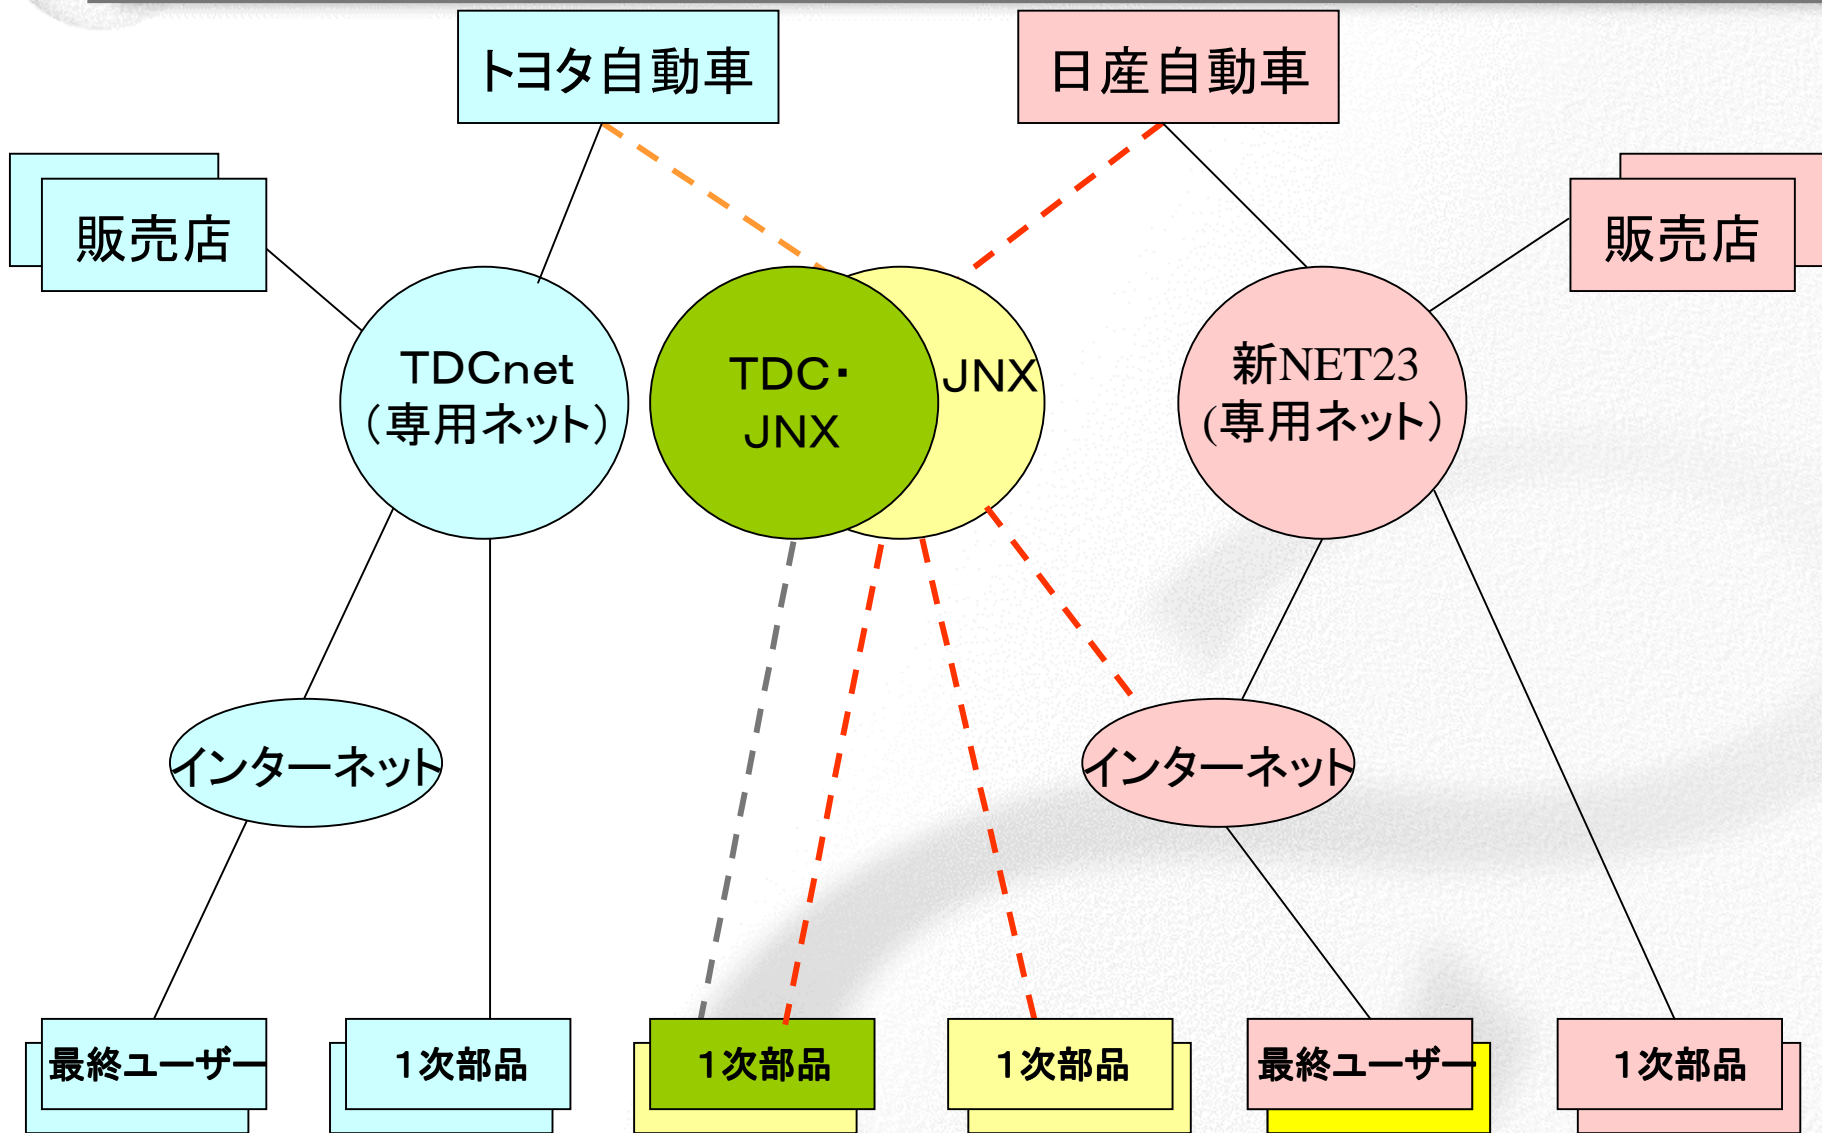 トヨタ自動車
日産自動車
販売店
販売店
TDCnet
（専用ネット）
TDC・
JNX
JNX
新NET23
(専用ネット）
インターネット
インターネット
最終ユーザー
１次部品
１次部品
１次部品
最終ユーザー
１次部品